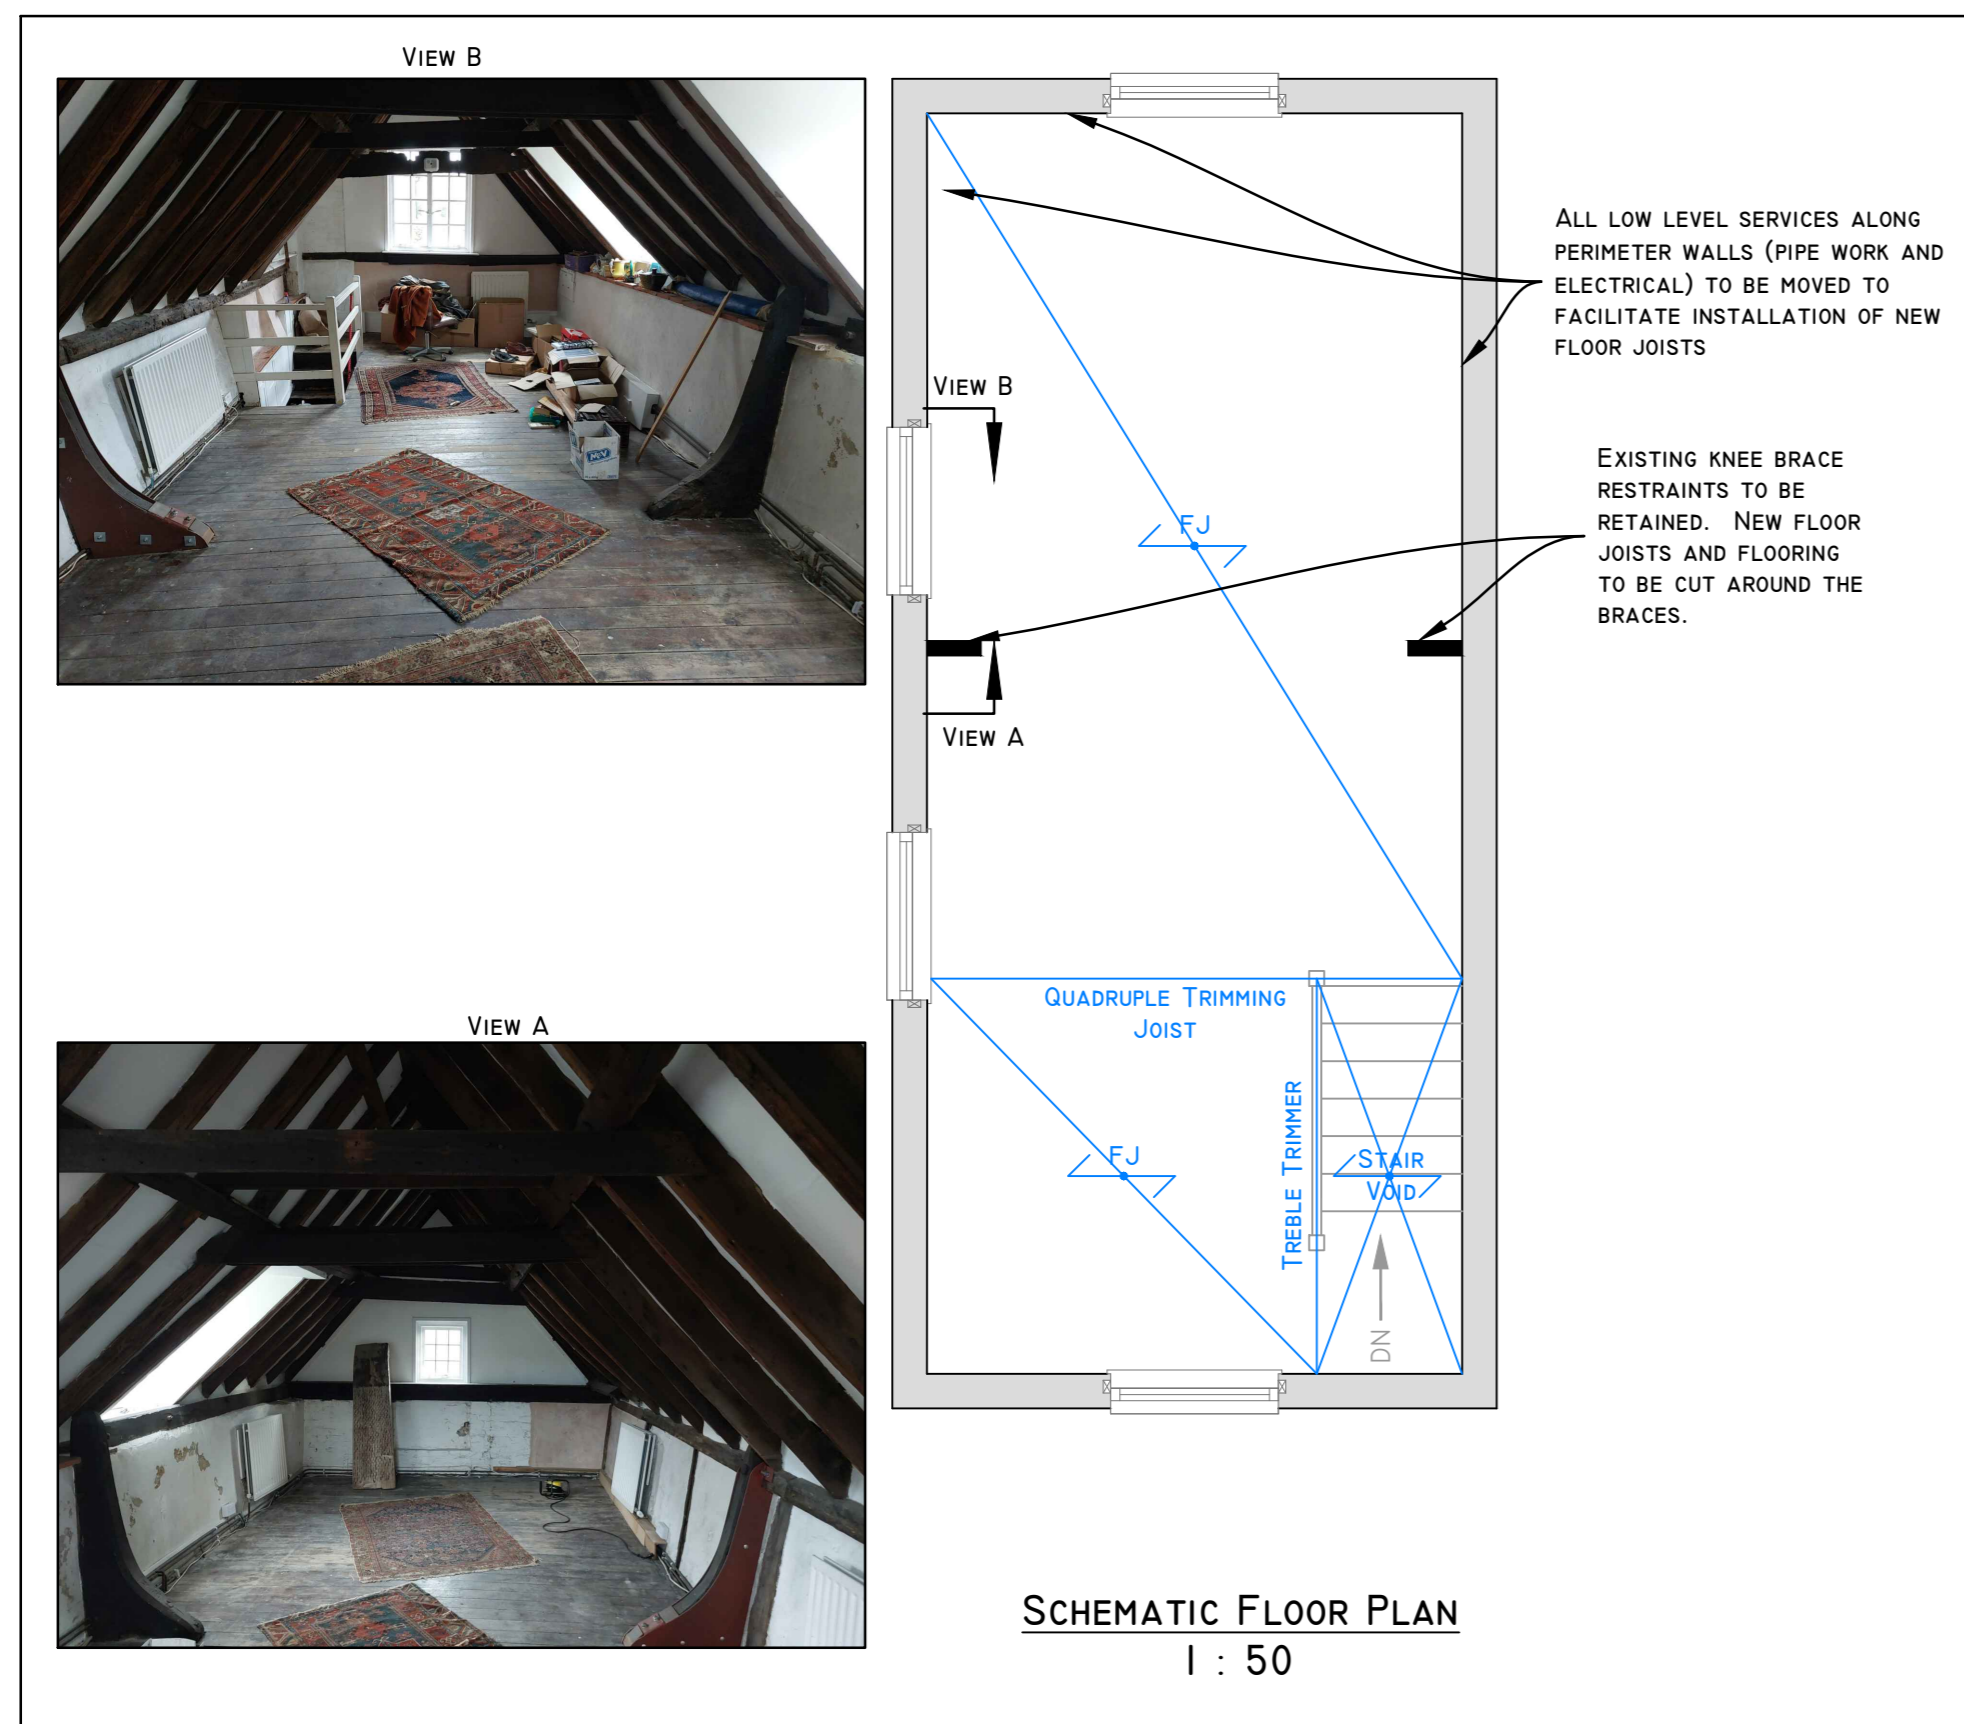 VIEW B
ALL LOW LEVEL SERVICES ALONG
PERIMETER WALLS (PIPE WORK AND
ELECTRICAL) TO BE MOVED TO
FACILITATE INSTALLATION OF NEW
FLOOR JOISTS
VIEW B
EXISTING KNEE BRACE
RESTRAINTS TO BE
RETAINED. NEW FLOOR
JOISTS AND FLOORING
TO BE CUT AROUND THE
BRACES.
FJ
VIEW A
QUADRUPLE TRIMMING
JOIST
VIEW A
TREBLE TRIMMER
FJ
STAIR
VOID
DN
SCHEMATIC FLOOR PLAN
1 : 50